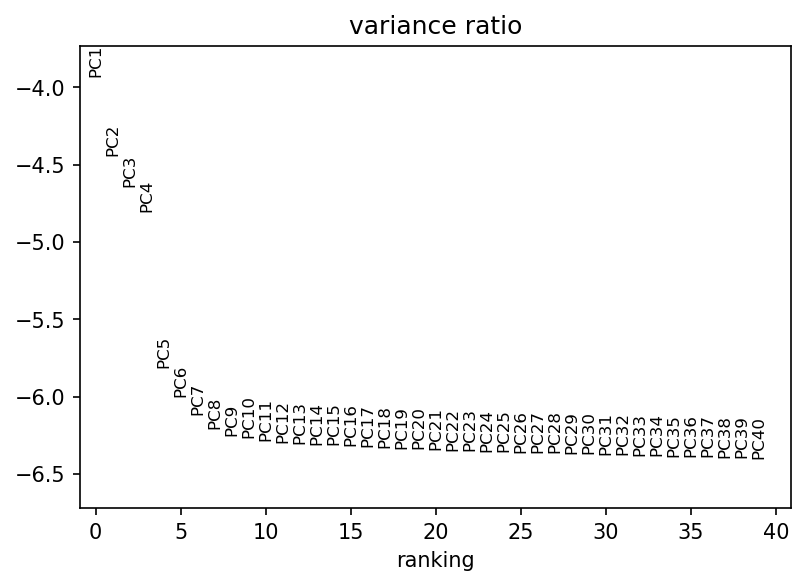 variance ratio
−4.0
−4.5
−5.0
−5.5
−6.0
−6.5
PC1
PC2
PC3
PC4
PC5
PC6
PC7
PC8
PC9
PC10
PC11
PC12
PC13
PC14
PC15
PC16
PC17
PC18
PC19
PC20
PC21
PC22
PC23
PC24
PC25
PC26
PC27
PC28
PC29
PC30
PC31
PC32
PC33
PC34
PC35
PC36
PC37
PC38
PC39
PC40
0 5 10 15 20 25 30 35 40
ranking